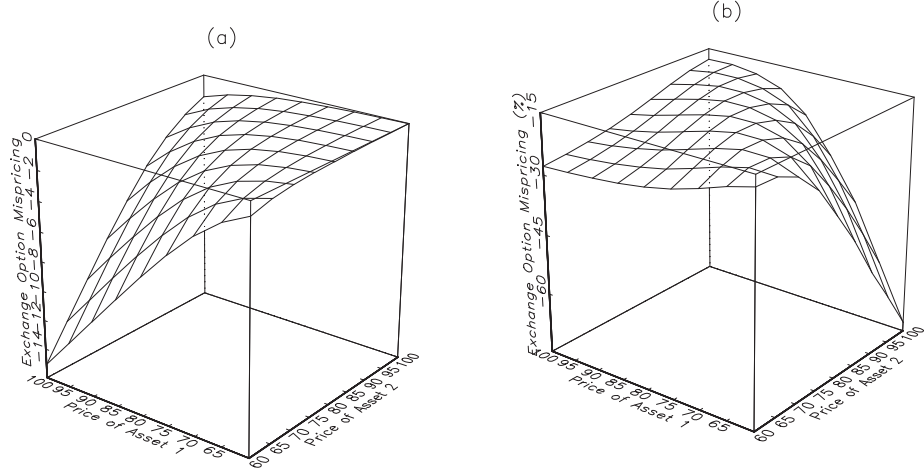 (a)
Exchange Option Mispricing
0
-2
-4
-6
-8
-10
-12
-14
100 95 90 85 80 75 70 65
Price of Asset 1
60 65 70 75 80 85 90 95 100
Price of Asset 2
(b)
Exchange Option Mispricing (%)
-15
-30
-45
-60
100 95 90 85 80 75 70 65
Price of Asset 1
60 65 70 75 80 85 90 95 100
Price of Asset 2